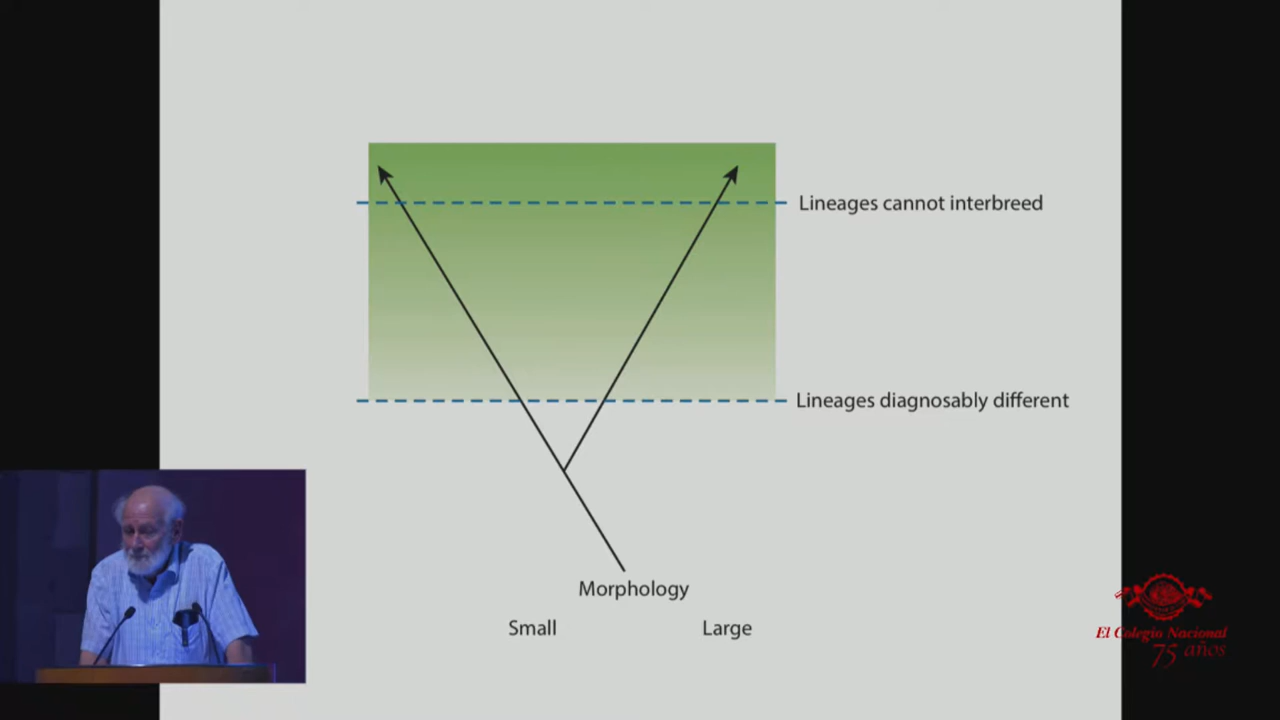 Lineages cannot interbreed
Lineages diagnosably different
Morphology
Small
Large
El Colegio Nacional
75 años